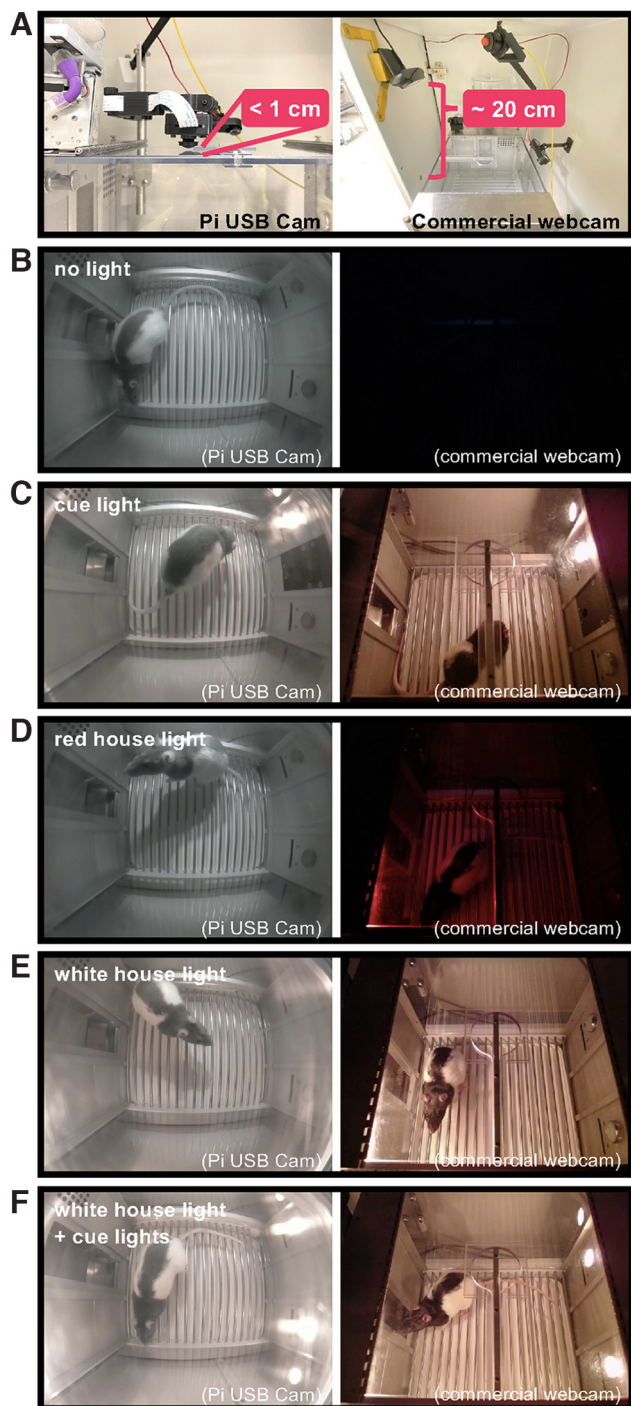 A
< 1 cm
~ 20 cm
Pi USB Cam
Commercial webcam
B
no light
(Pi USB Cam)
(commercial webcam)
C
cue light
(Pi USB Cam)
(commercial webcam)
D
red house light
(Pi USB Cam)
(commercial webcam)
E
white house light
(Pi USB Cam)
(commercial webcam)
F
white house light
+ cue lights
(Pi USB Cam)
(commercial webcam)